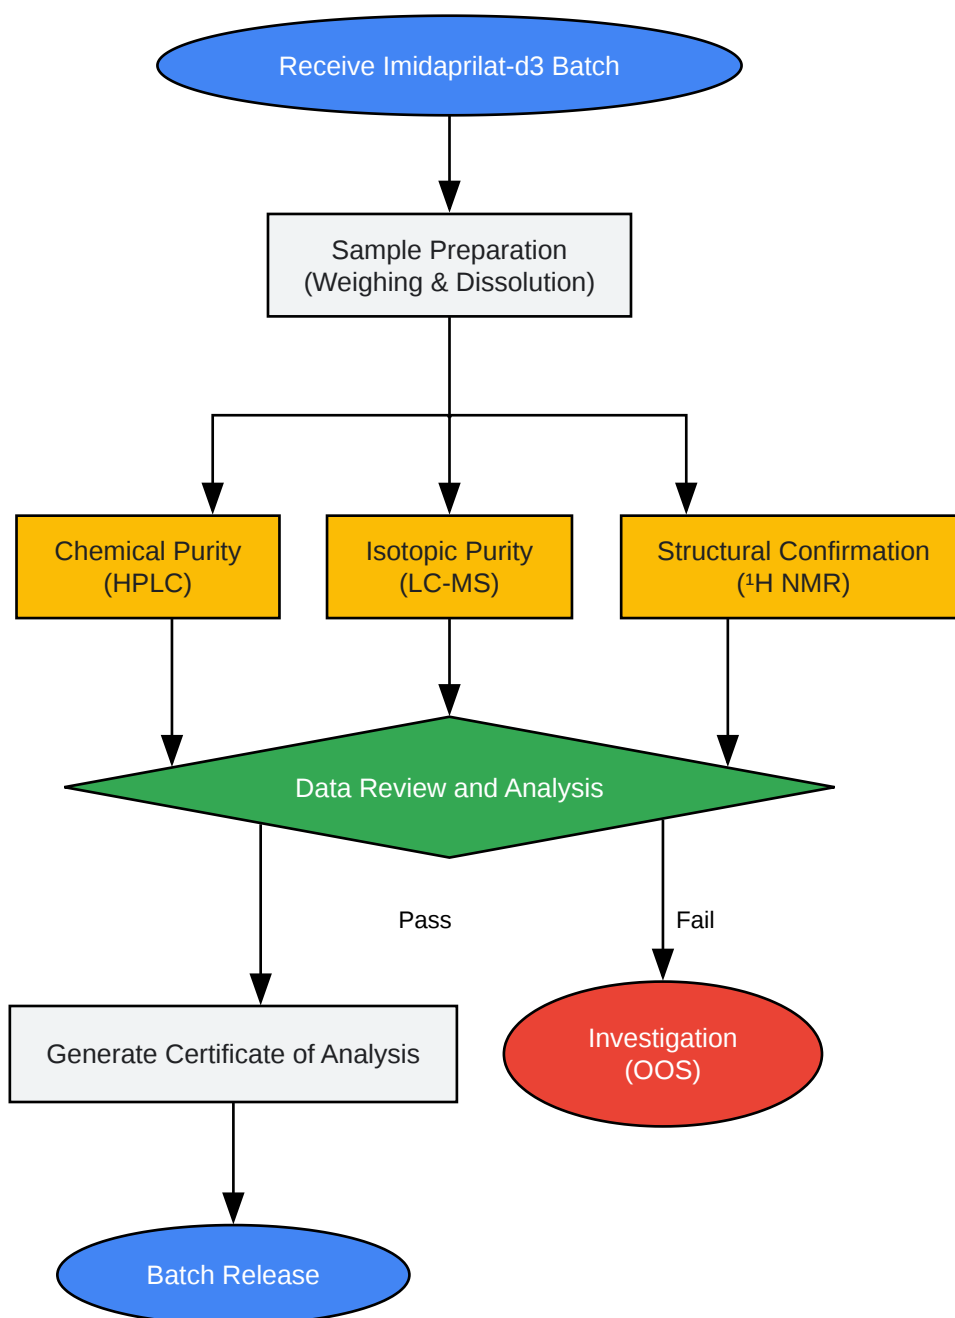 Receive Imidaprilat-d3 Batch
Sample Preparation
(Weighing & Dissolution)
Chemical Purity
(HPLC)
Isotopic Purity
(LC-MS)
Structural Confirmation
(¹H NMR)
Data Review and Analysis
Pass
Fail
Generate Certificate of Analysis
Investigation
(OOS)
Batch Release